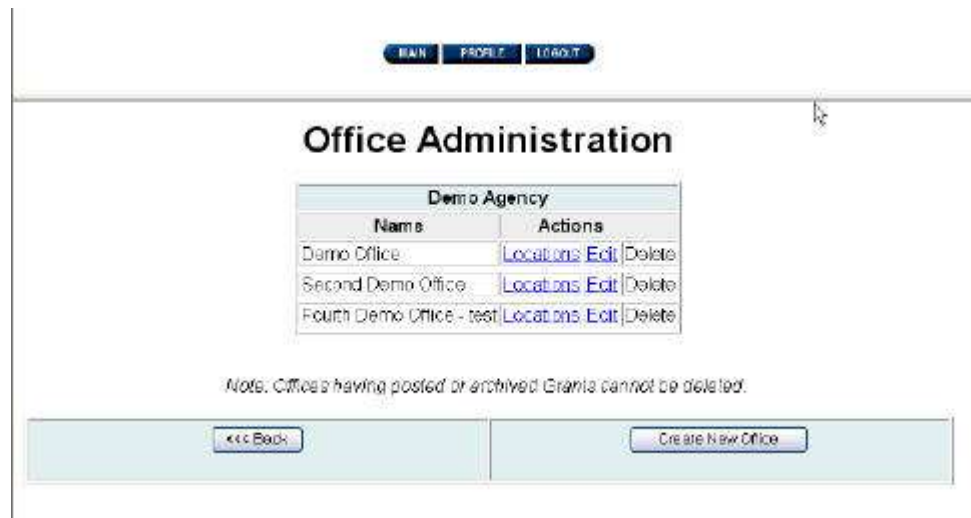 MAIN PROFILE LOGOUT
Office Administration
Demo Agency
Name Actions
Demo Office Locations Edit Delete
Second Demo Office Locations Edit Delete
Fourth Demo Office - test Locations Edit Delete
Note: Offices having posted or archived Grants cannot be deleted.
<<< Back Create New Office